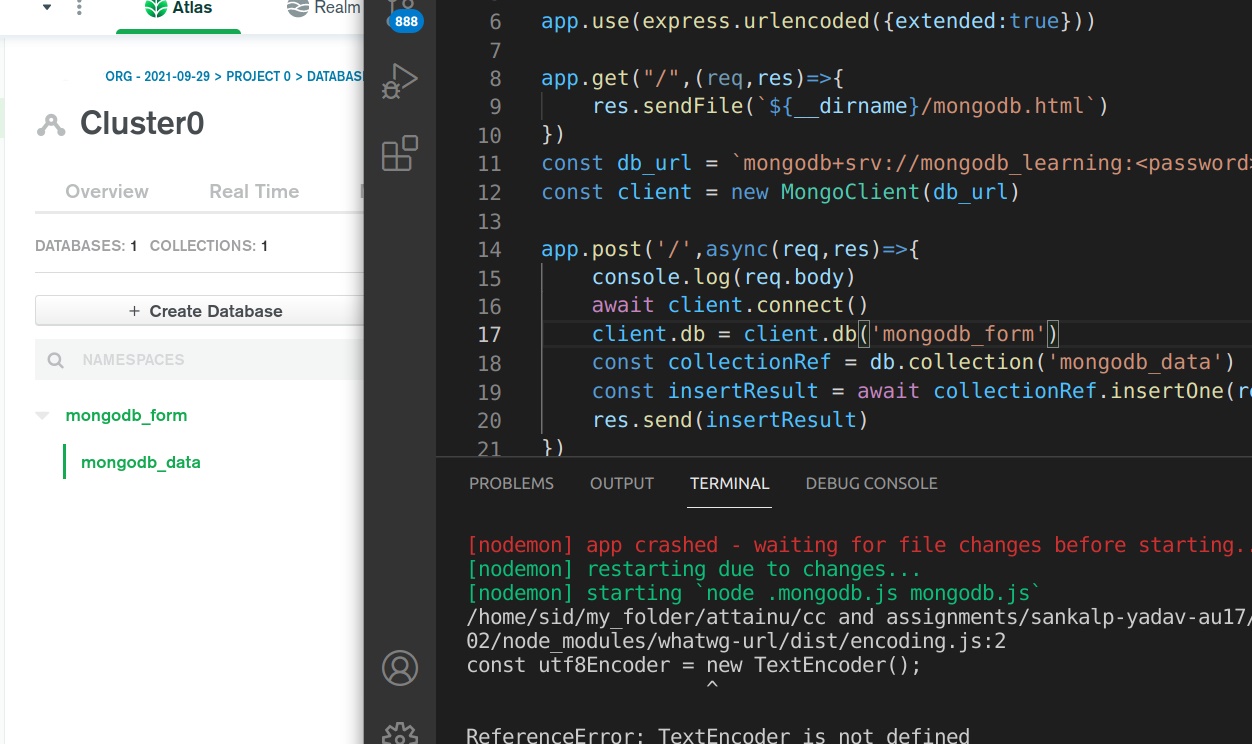 Atlas
Realm
ORG - 2021-09-29 > PROJECT 0 > DATABAS
Cluster0
Overview
Real Time
DATABASES: 1 COLLECTIONS: 1
+ Create Database
NAMESPACES
mongodb_form
mongodb_data
888
6 app.use(express.urlencoded({extended:true}))
7
8 app.get("/",(req,res)=>{
9     res.sendFile(`${__dirname}/mongodb.html`)
10 })
11 const db_url = `mongodb+srv://mongodb_learning:<password>
12 const client = new MongoClient(db_url)
13
14 app.post('/',async(req,res)=>{
15     console.log(req.body)
16     await client.connect()
17     client.db = client.db('mongodb_form')
18     const collectionRef = db.collection('mongodb_data')
19     const insertResult = await collectionRef.insertOne(re
20     res.send(insertResult)
21 })
PROBLEMS OUTPUT TERMINAL DEBUG CONSOLE
[nodemon] app crashed - waiting for file changes before starting..
[nodemon] restarting due to changes...
[nodemon] starting `node .mongodb.js mongodb.js`
/home/sid/my_folder/attainu/cc and assignments/sankalp-yadav-au17/
02/node_modules/whatwg-url/dist/encoding.js:2
const utf8Encoder = new TextEncoder();
^
ReferenceError: TextEncoder is not defined